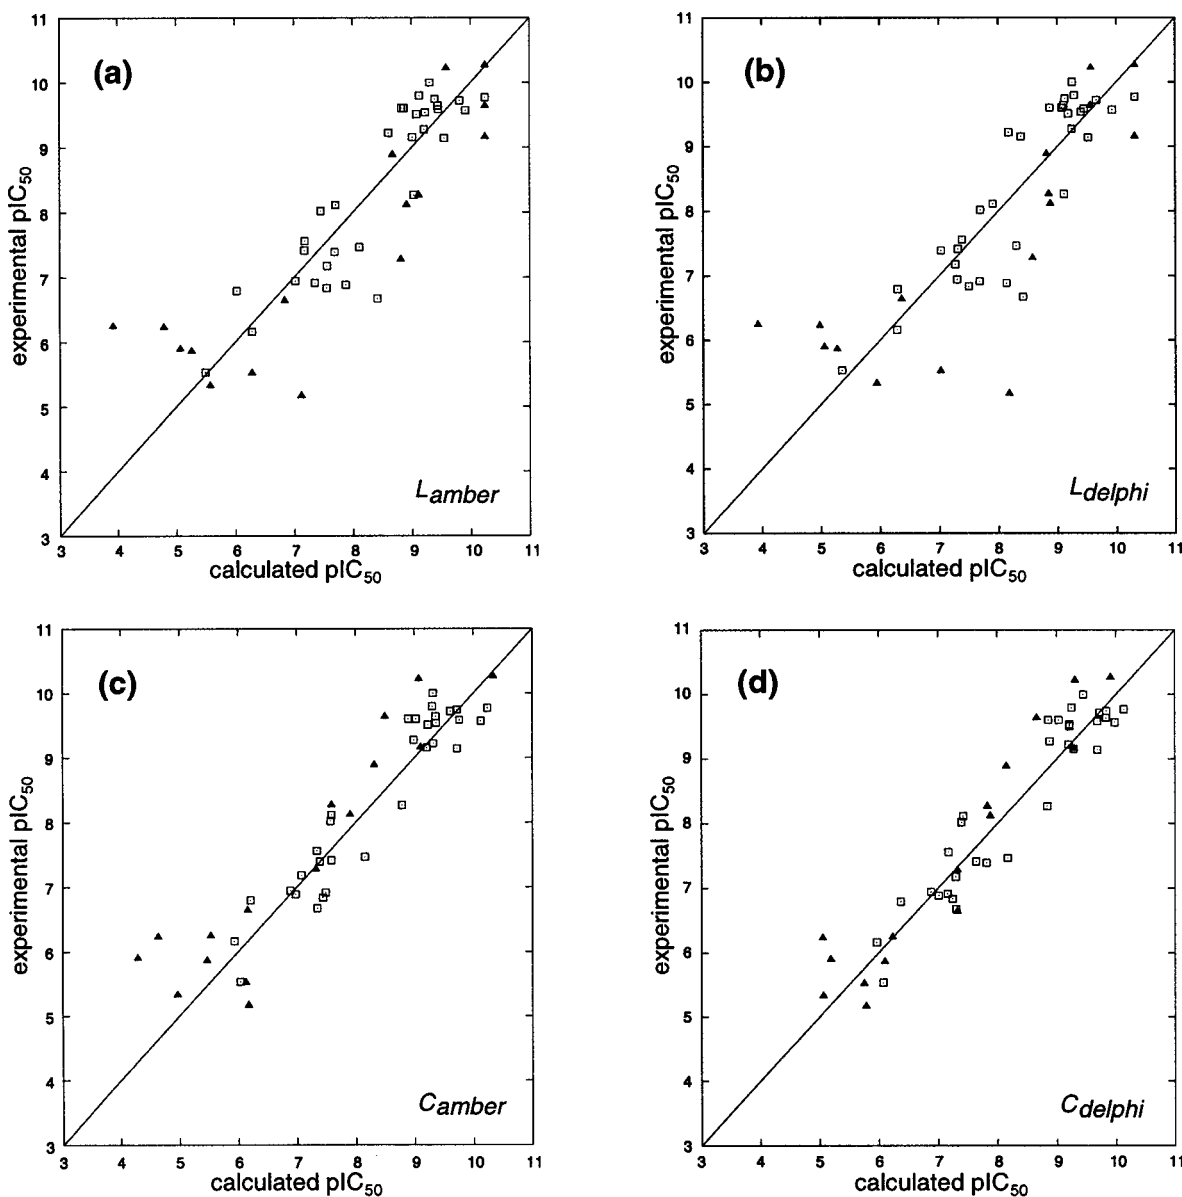 (a)
11
10
9
8
7
6
5
4
3
experimental pIC50
Lamber
3 4 5 6 7 8 9 10 11
calculated pIC50
(b)
11
10
9
8
7
6
5
4
3
experimental pIC50
Ldelphi
3 4 5 6 7 8 9 10 11
calculated pIC50
(c)
11
10
9
8
7
6
5
4
3
experimental pIC50
Camber
3 4 5 6 7 8 9 10 11
calculated pIC50
(d)
11
10
9
8
7
6
5
4
3
experimental pIC50
Cdelphi
3 4 5 6 7 8 9 10 11
calculated pIC50